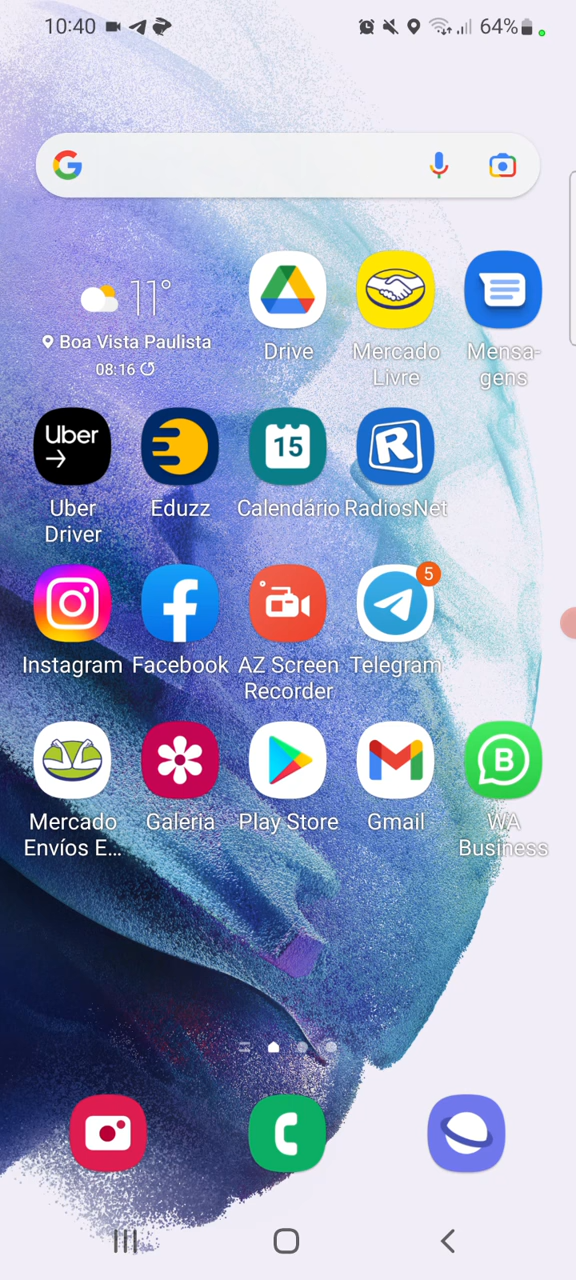 10:40
64%
11°
Boa Vista Paulista
08:16
Drive
Mercado
Livre
Mensa-
gens
Uber
Uber
Driver
Eduzz
15
Calendário
R
RadiosNet
Instagram
Facebook
AZ Screen
Recorder
5
Telegram
Mercado
Envíos E...
Galeria
Play Store
Gmail
B
WA
Business